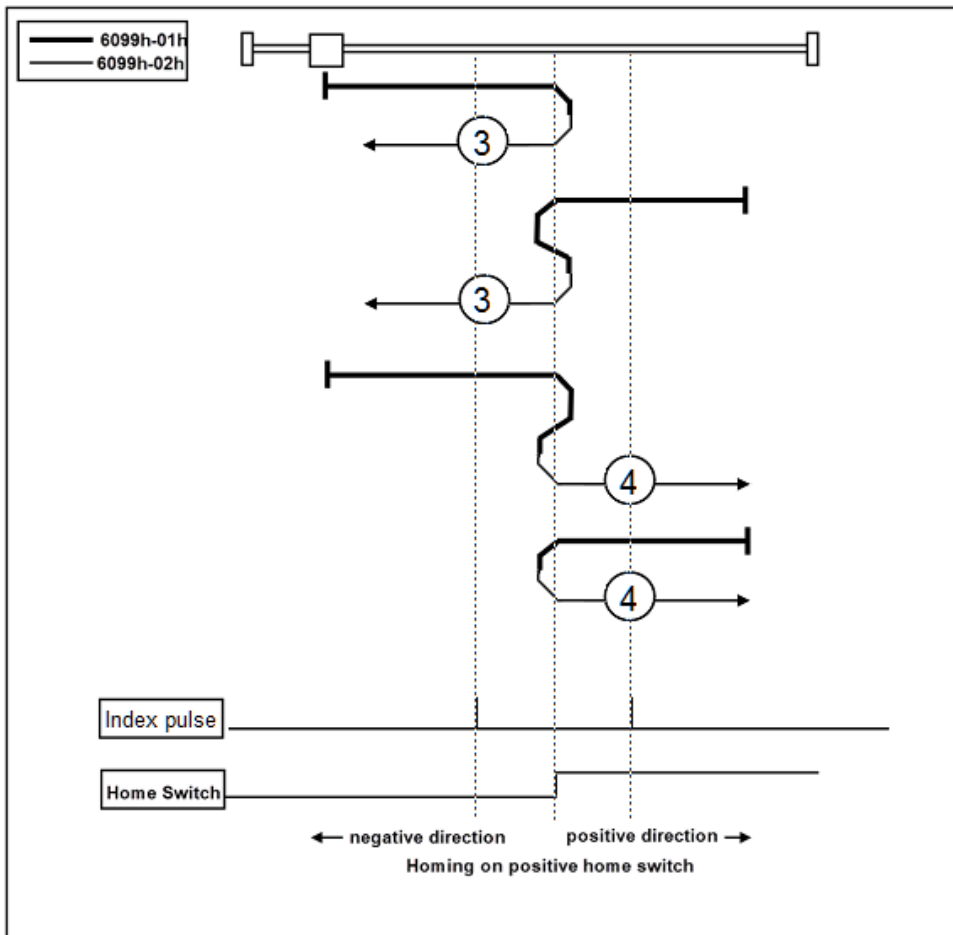 6099h-01h
6099h-02h
3
3
4
4
Index pulse
Home Switch
negative direction
positive direction
Homing on positive home switch